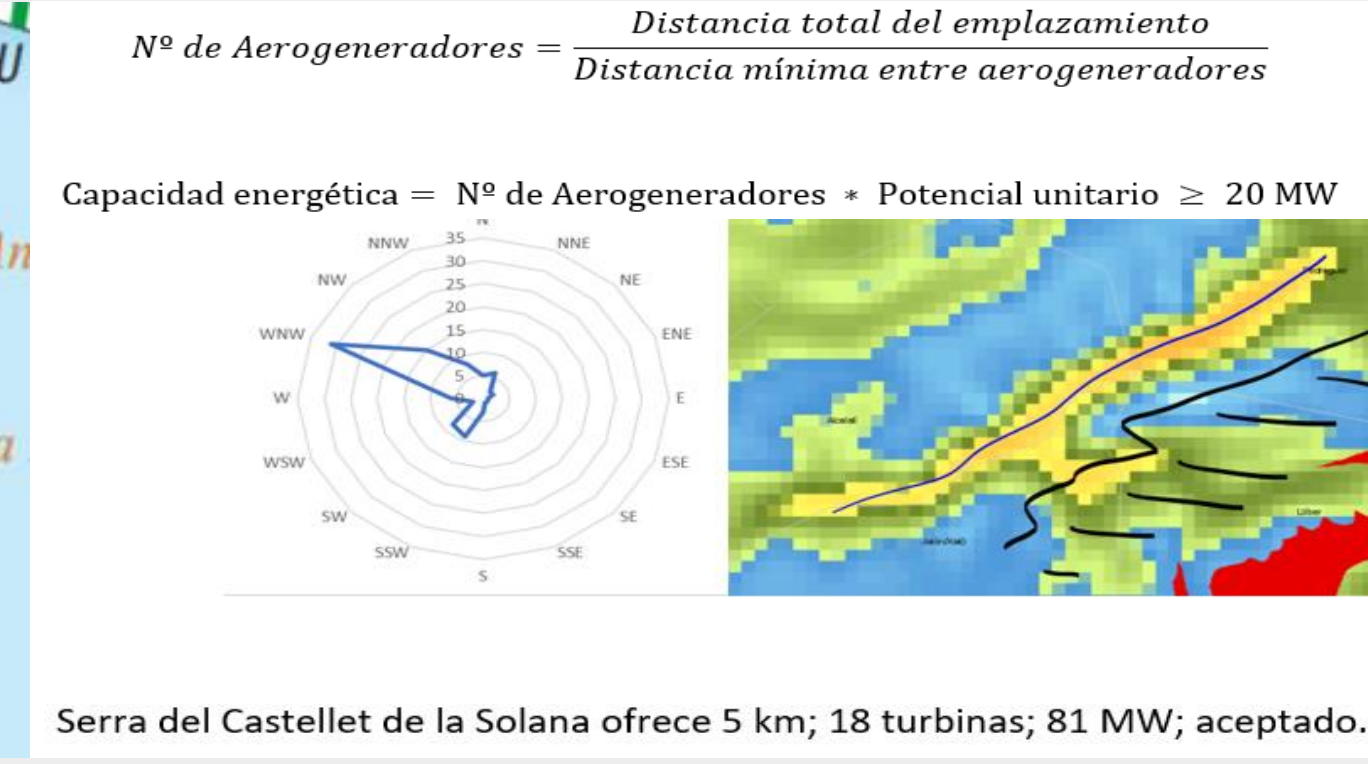 U
Nº de Aerogeneradores = Distancia total del emplazamiento
Distancia mínima entre aerogeneradores
Capacidad energética = Nº de Aerogeneradores * Potencial unitario ≥ 20 MW
N
NNW 35 NNE
30
NW 25 NE
20
WNW 15 ENE
10
5
W 0 E
WSW ESE
SW SE
SSW SSE
S
Llíber
Serra del Castellet de la Solana ofrece 5 km; 18 turbinas; 81 MW; aceptado.